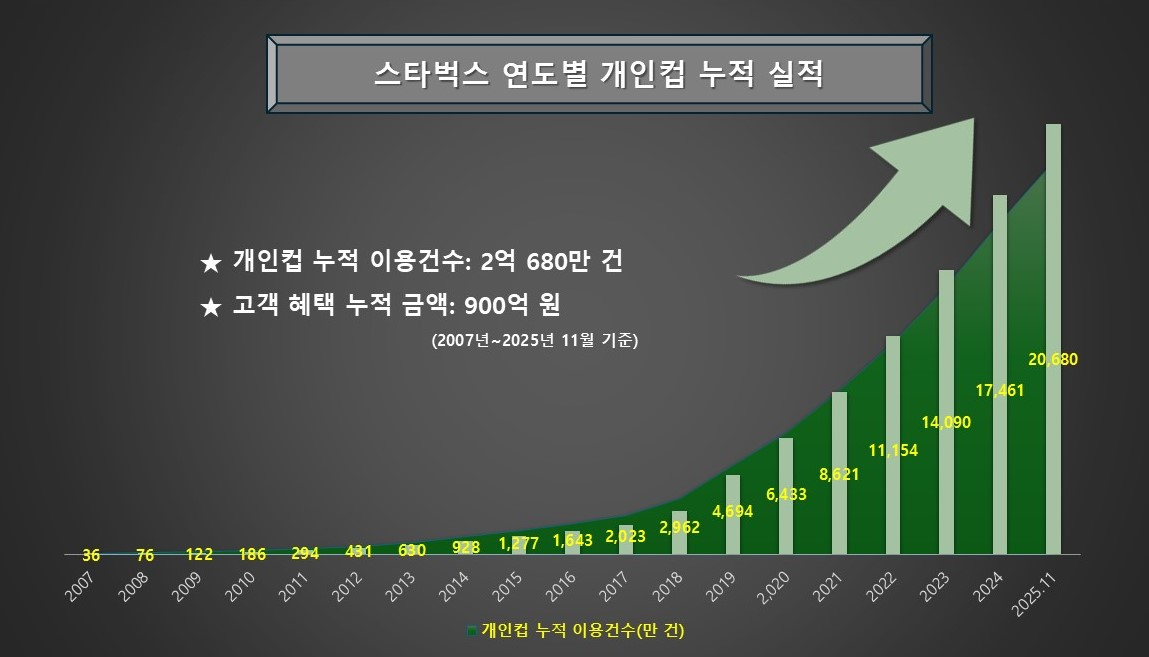 스타벅스 연도별 개인컵 누적 실적
★ 개인컵 누적 이용건수: 2억 680만 건
★ 고객 혜택 누적 금액: 900억 원
(2007년~2025년 11월 기준)
36 76 122 186 294 431 630 928 1,277 1,643 2,023 2,962 4,694 6,433 8,621 11,154 14,090 17,461 20,680
2007 2008 2009 2010 2011 2012 2013 2014 2015 2016 2017 2018 2019 2,020 2021 2022 2023 2024 2025.11
개인컵 누적 이용건수(만 건)